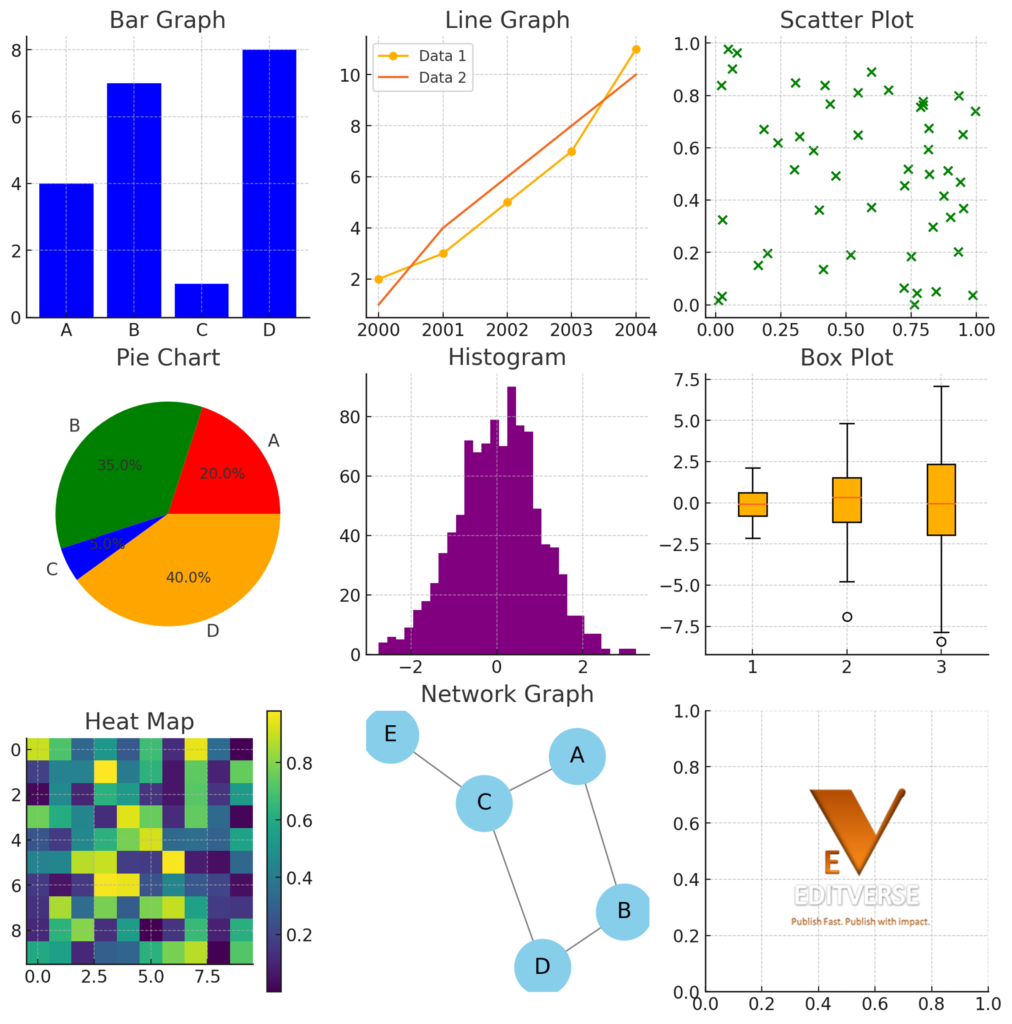 Bar Graph
8
6
4
2
0
A B C D
Line Graph
Data 1
Data 2
10
8
6
4
2
2000 2001 2002 2003 2004
Scatter Plot
1.0
0.8
0.6
0.4
0.2
0.0
0.00 0.25 0.50 0.75 1.00
Pie Chart
B
A
35.0%
20.0%
5.0%
C
40.0%
D
Histogram
80
60
40
20
0
−2 0 2
Box Plot
7.5
5.0
2.5
0.0
−2.5
−5.0
−7.5
1 2 3
Heat Map
0
2
4
6
8
0.0 2.5 5.0 7.5
0.8
0.6
0.4
0.2
Network Graph
E
A
C
B
D
1.0
0.8
0.6
0.4
0.2
0.0
0.0 0.2 0.4 0.6 0.8 1.0
E
EDITVERSE
Publish Fast. Publish with impact.